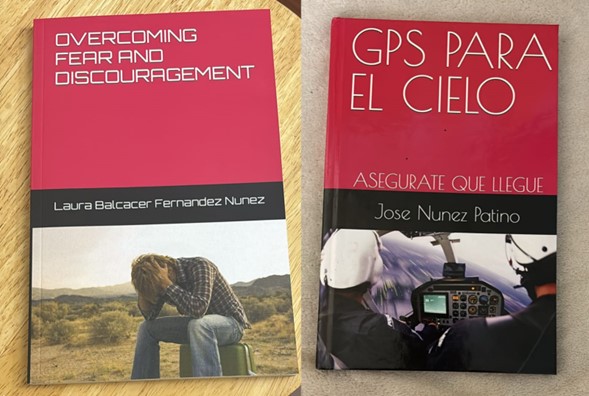 OVERCOMING
FEAR AND
DISCOURAGEMENT
Laura Balcacer Fernandez Nunez
GPS PARA
EL CIELO
ASEGURATE QUE LLEGUE
Jose Nunez Patino